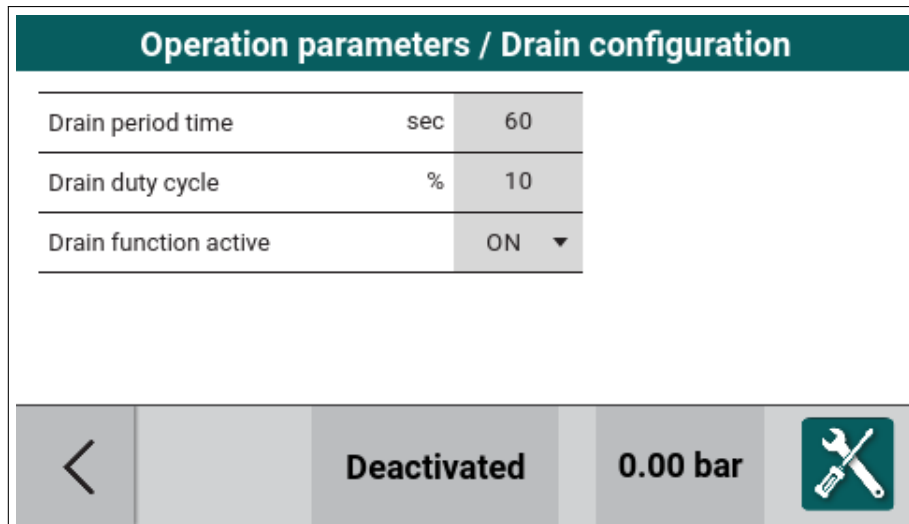 Operation parameters / Drain configuration
Drain period time sec 60
Drain duty cycle % 10
Drain function active ON
Deactivated 0.00 bar